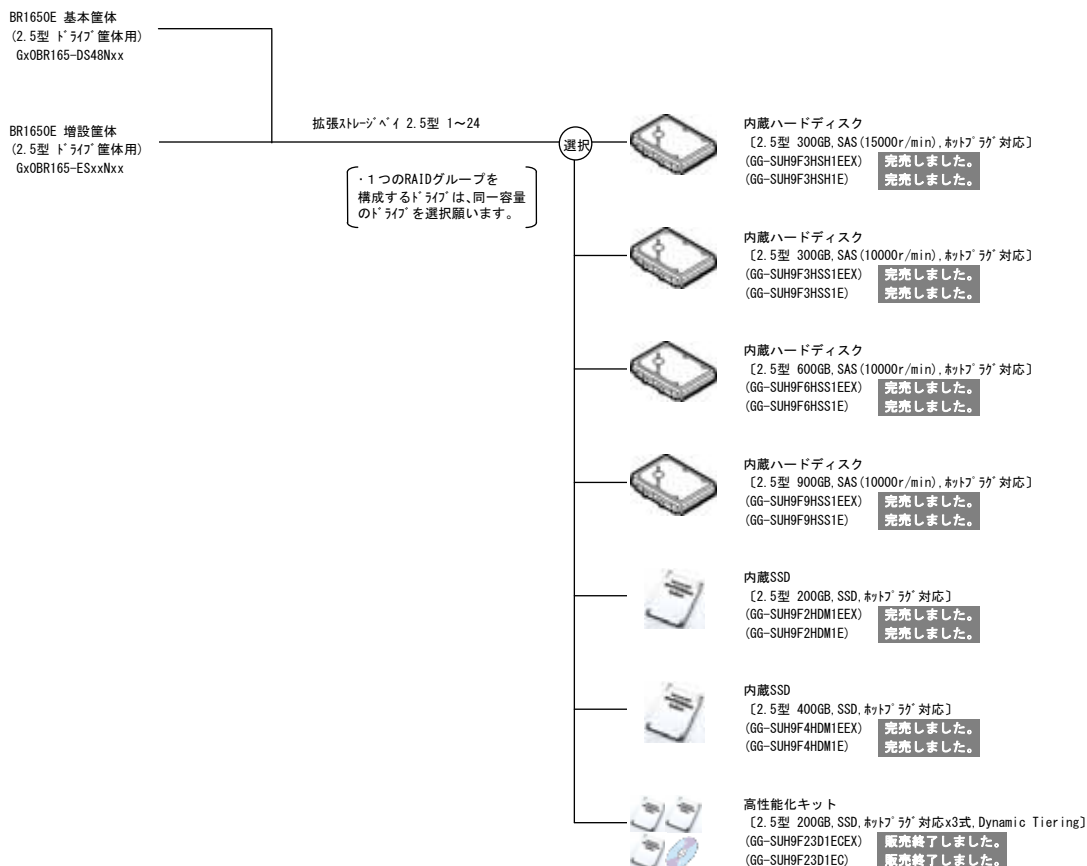 BR1650E 基本筐体
(2.5型 ﾄﾞﾗｲﾌﾞ筐体用)
GxOBR165-DS48Nxx
BR1650E 増設筐体
(2.5型 ﾄﾞﾗｲﾌﾞ筐体用)
GxOBR165-ESxxNxx
拡張ｽﾄﾚｰｼﾞﾍﾞｲ 2.5型 1～24
・１つのRAIDグループを
構成するﾄﾞﾗｲﾌﾞは、同一容量
のﾄﾞﾗｲﾌﾞを選択願います。
選択
内蔵ハードディスク
〔2.5型 300GB,SAS(15000r/min),ﾎｯﾄﾌﾟﾗｸﾞ対応〕
(GG-SUH9F3HSH1EEX) 完売しました。
(GG-SUH9F3HSH1E) 完売しました。
内蔵ハードディスク
〔2.5型 300GB,SAS(10000r/min),ﾎｯﾄﾌﾟﾗｸﾞ対応〕
(GG-SUH9F3HSS1EEX) 完売しました。
(GG-SUH9F3HSS1E) 完売しました。
内蔵ハードディスク
〔2.5型 600GB,SAS(10000r/min),ﾎｯﾄﾌﾟﾗｸﾞ対応〕
(GG-SUH9F6HSS1EEX) 完売しました。
(GG-SUH9F6HSS1E) 完売しました。
内蔵ハードディスク
〔2.5型 900GB,SAS(10000r/min),ﾎｯﾄﾌﾟﾗｸﾞ対応〕
(GG-SUH9F9HSS1EEX) 完売しました。
(GG-SUH9F9HSS1E) 完売しました。
内蔵SSD
〔2.5型 200GB,SSD,ﾎｯﾄﾌﾟﾗｸﾞ対応〕
(GG-SUH9F2HDM1EEX) 完売しました。
(GG-SUH9F2HDM1E) 完売しました。
内蔵SSD
〔2.5型 400GB,SSD,ﾎｯﾄﾌﾟﾗｸﾞ対応〕
(GG-SUH9F4HDM1EEX) 完売しました。
(GG-SUH9F4HDM1E) 完売しました。
高性能化キット
〔2.5型 200GB,SSD,ﾎｯﾄﾌﾟﾗｸﾞ対応x3式,Dynamic Tiering〕
(GG-SUH9F23D1ECEX) 販売終了しました。
(GG-SUH9F23D1EC) 販売終了しました。